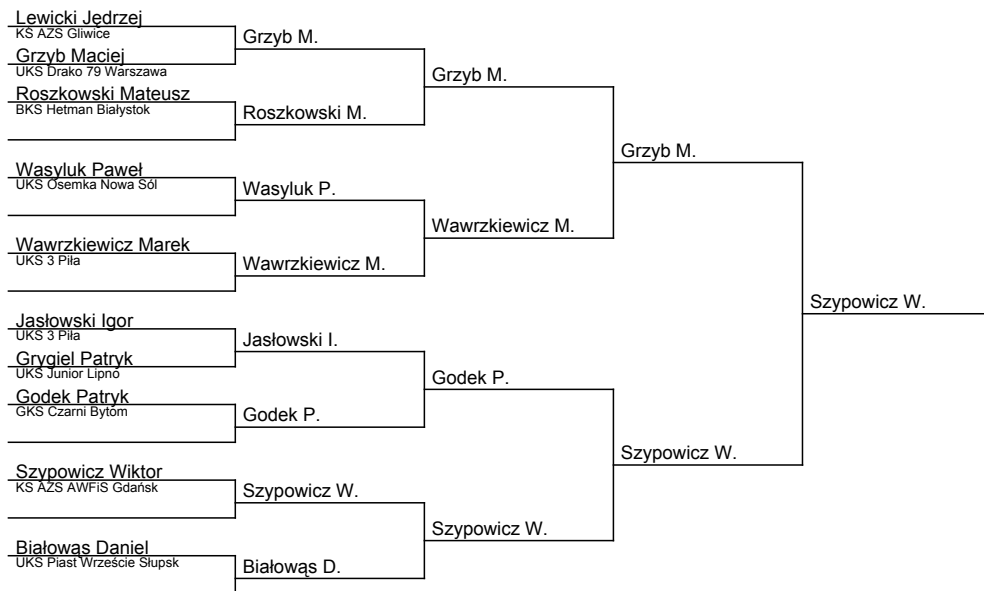 Lewicki Jędrzej
KS AZS Gliwice
Grzyb Maciej
UKS Drako 79 Warszawa
Roszkowski Mateusz
BKS Hetman Białystok
Wasyluk Paweł
UKS Osemka Nowa Sól
Wawrzkiewicz Marek
UKS 3 Piła
Jasłowski Igor
UKS 3 Piła
Grygiel Patryk
UKS Junior Lipno
Godek Patryk
GKS Czarni Bytom
Szypowicz Wiktor
KS AZS AWFiS Gdańsk
Białowąs Daniel
UKS Piast Wrzeście Słupsk
Grzyb M.
Roszkowski M.
Wasyluk P.
Wawrzkiewicz M.
Jasłowski I.
Godek P.
Szypowicz W.
Białowąs D.
Grzyb M.
Wawrzkiewicz M.
Godek P.
Szypowicz W.
Grzyb M.
Szypowicz W.
Szypowicz W.